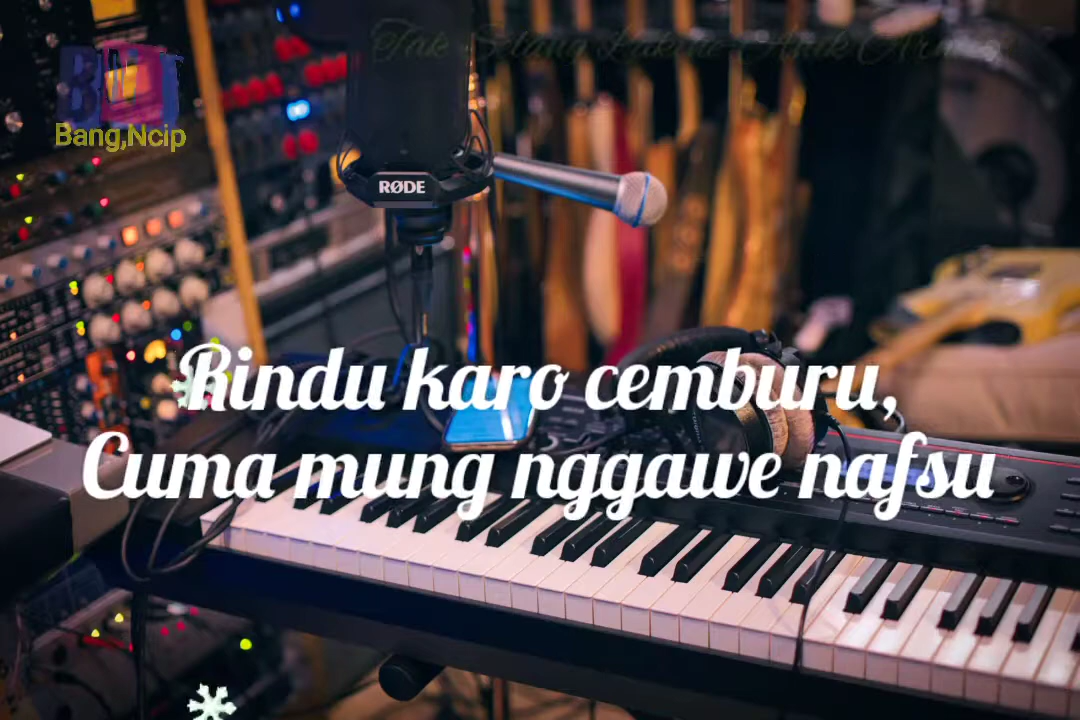 Bang,Ncip
RØDE
Rindu karo cemburu,
Cuma mung nggawe nafsu